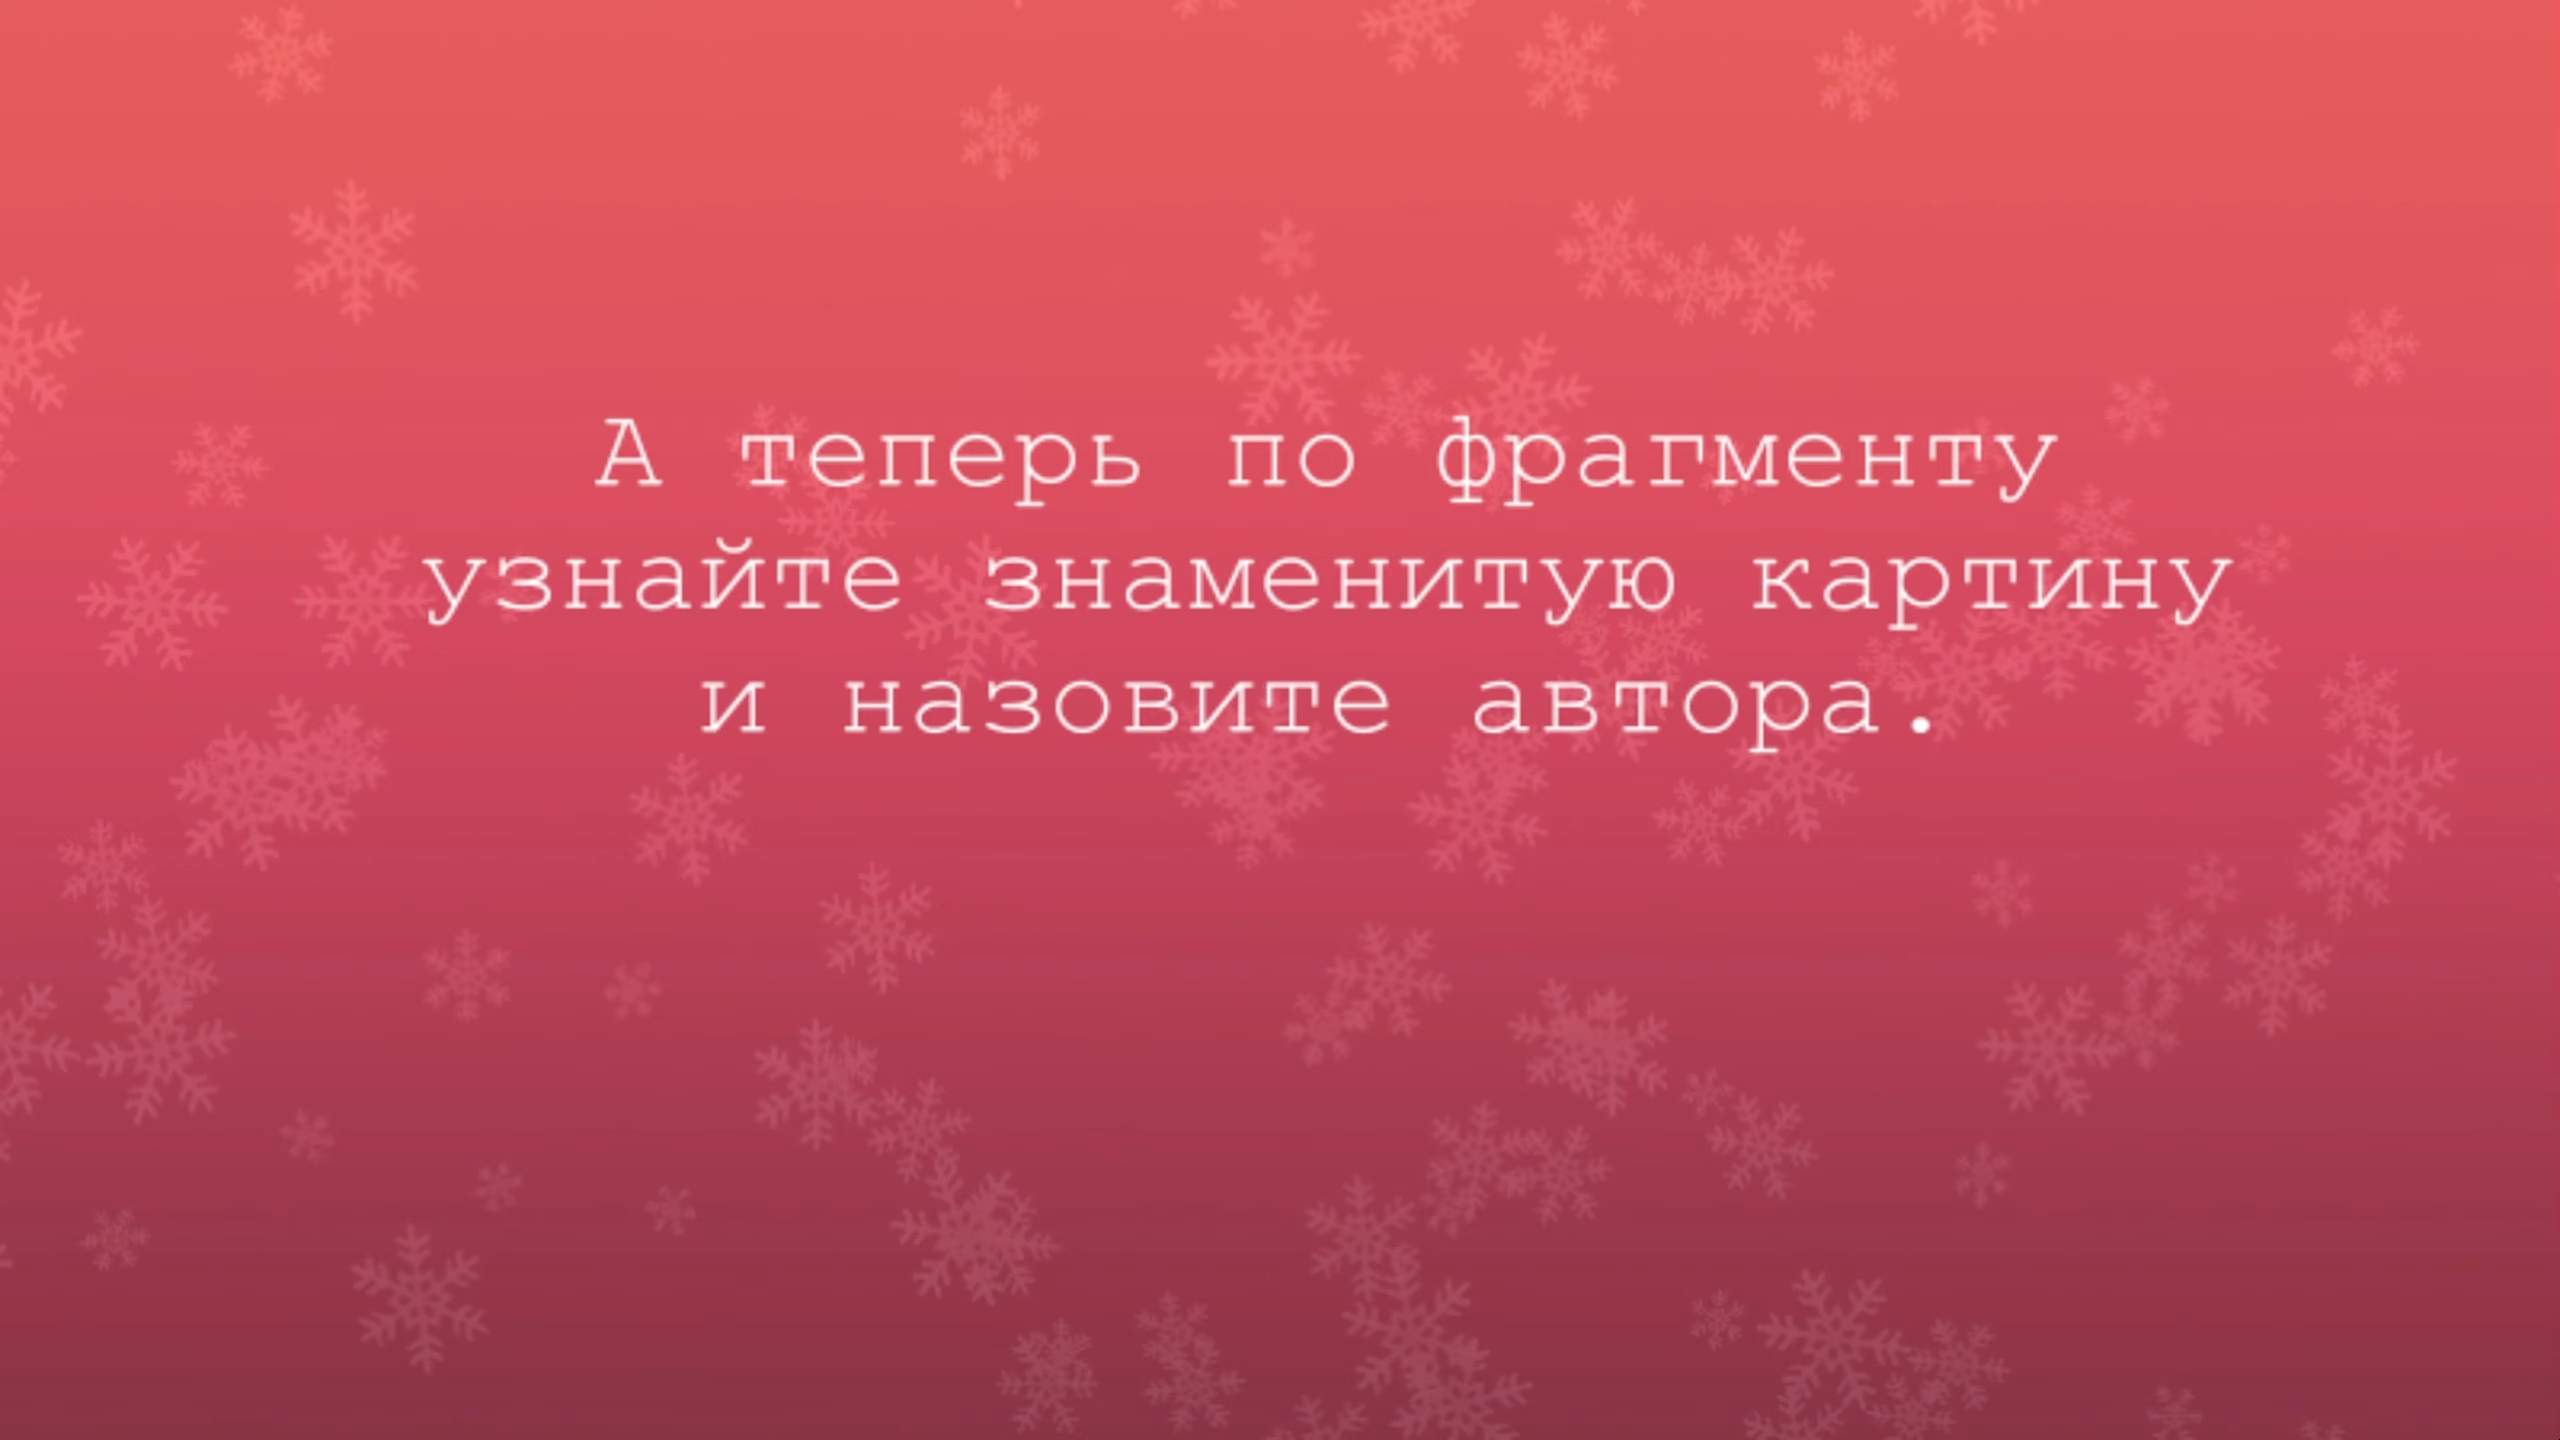 А теперь по фрагменту
узнайте знаменитую картину
и назовите автора.